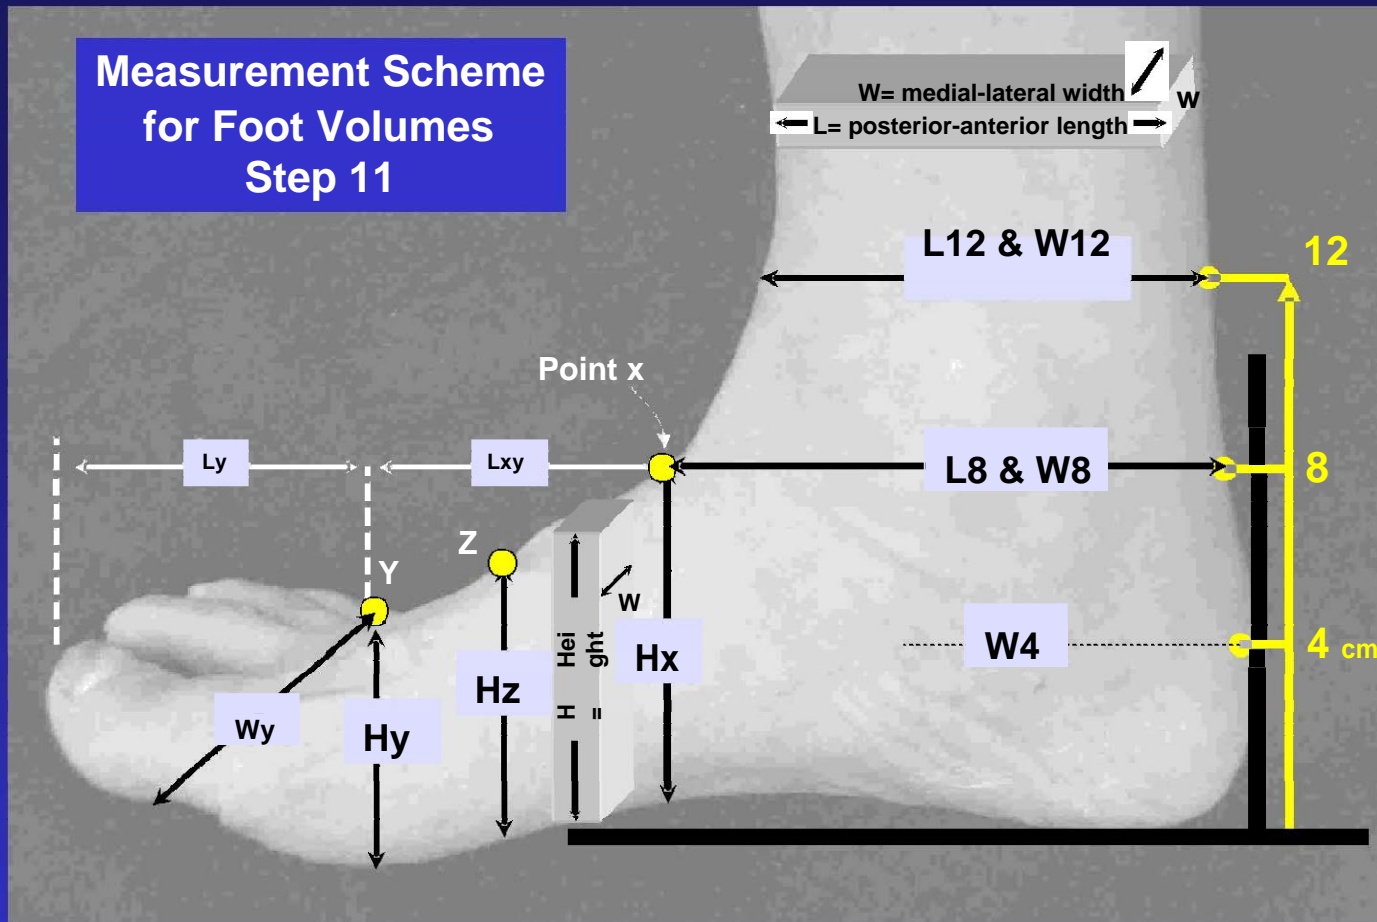 Measurement Scheme
for Foot Volumes
Step 11
W= medial-lateral width
W
L= posterior-anterior length
L12 & W12
12
Point x
Ly
Lxy
L8 & W8
8
Z
Y
W
Hei
ght
H
=
Hx
W4
4 cm
Hz
Wy
Hy